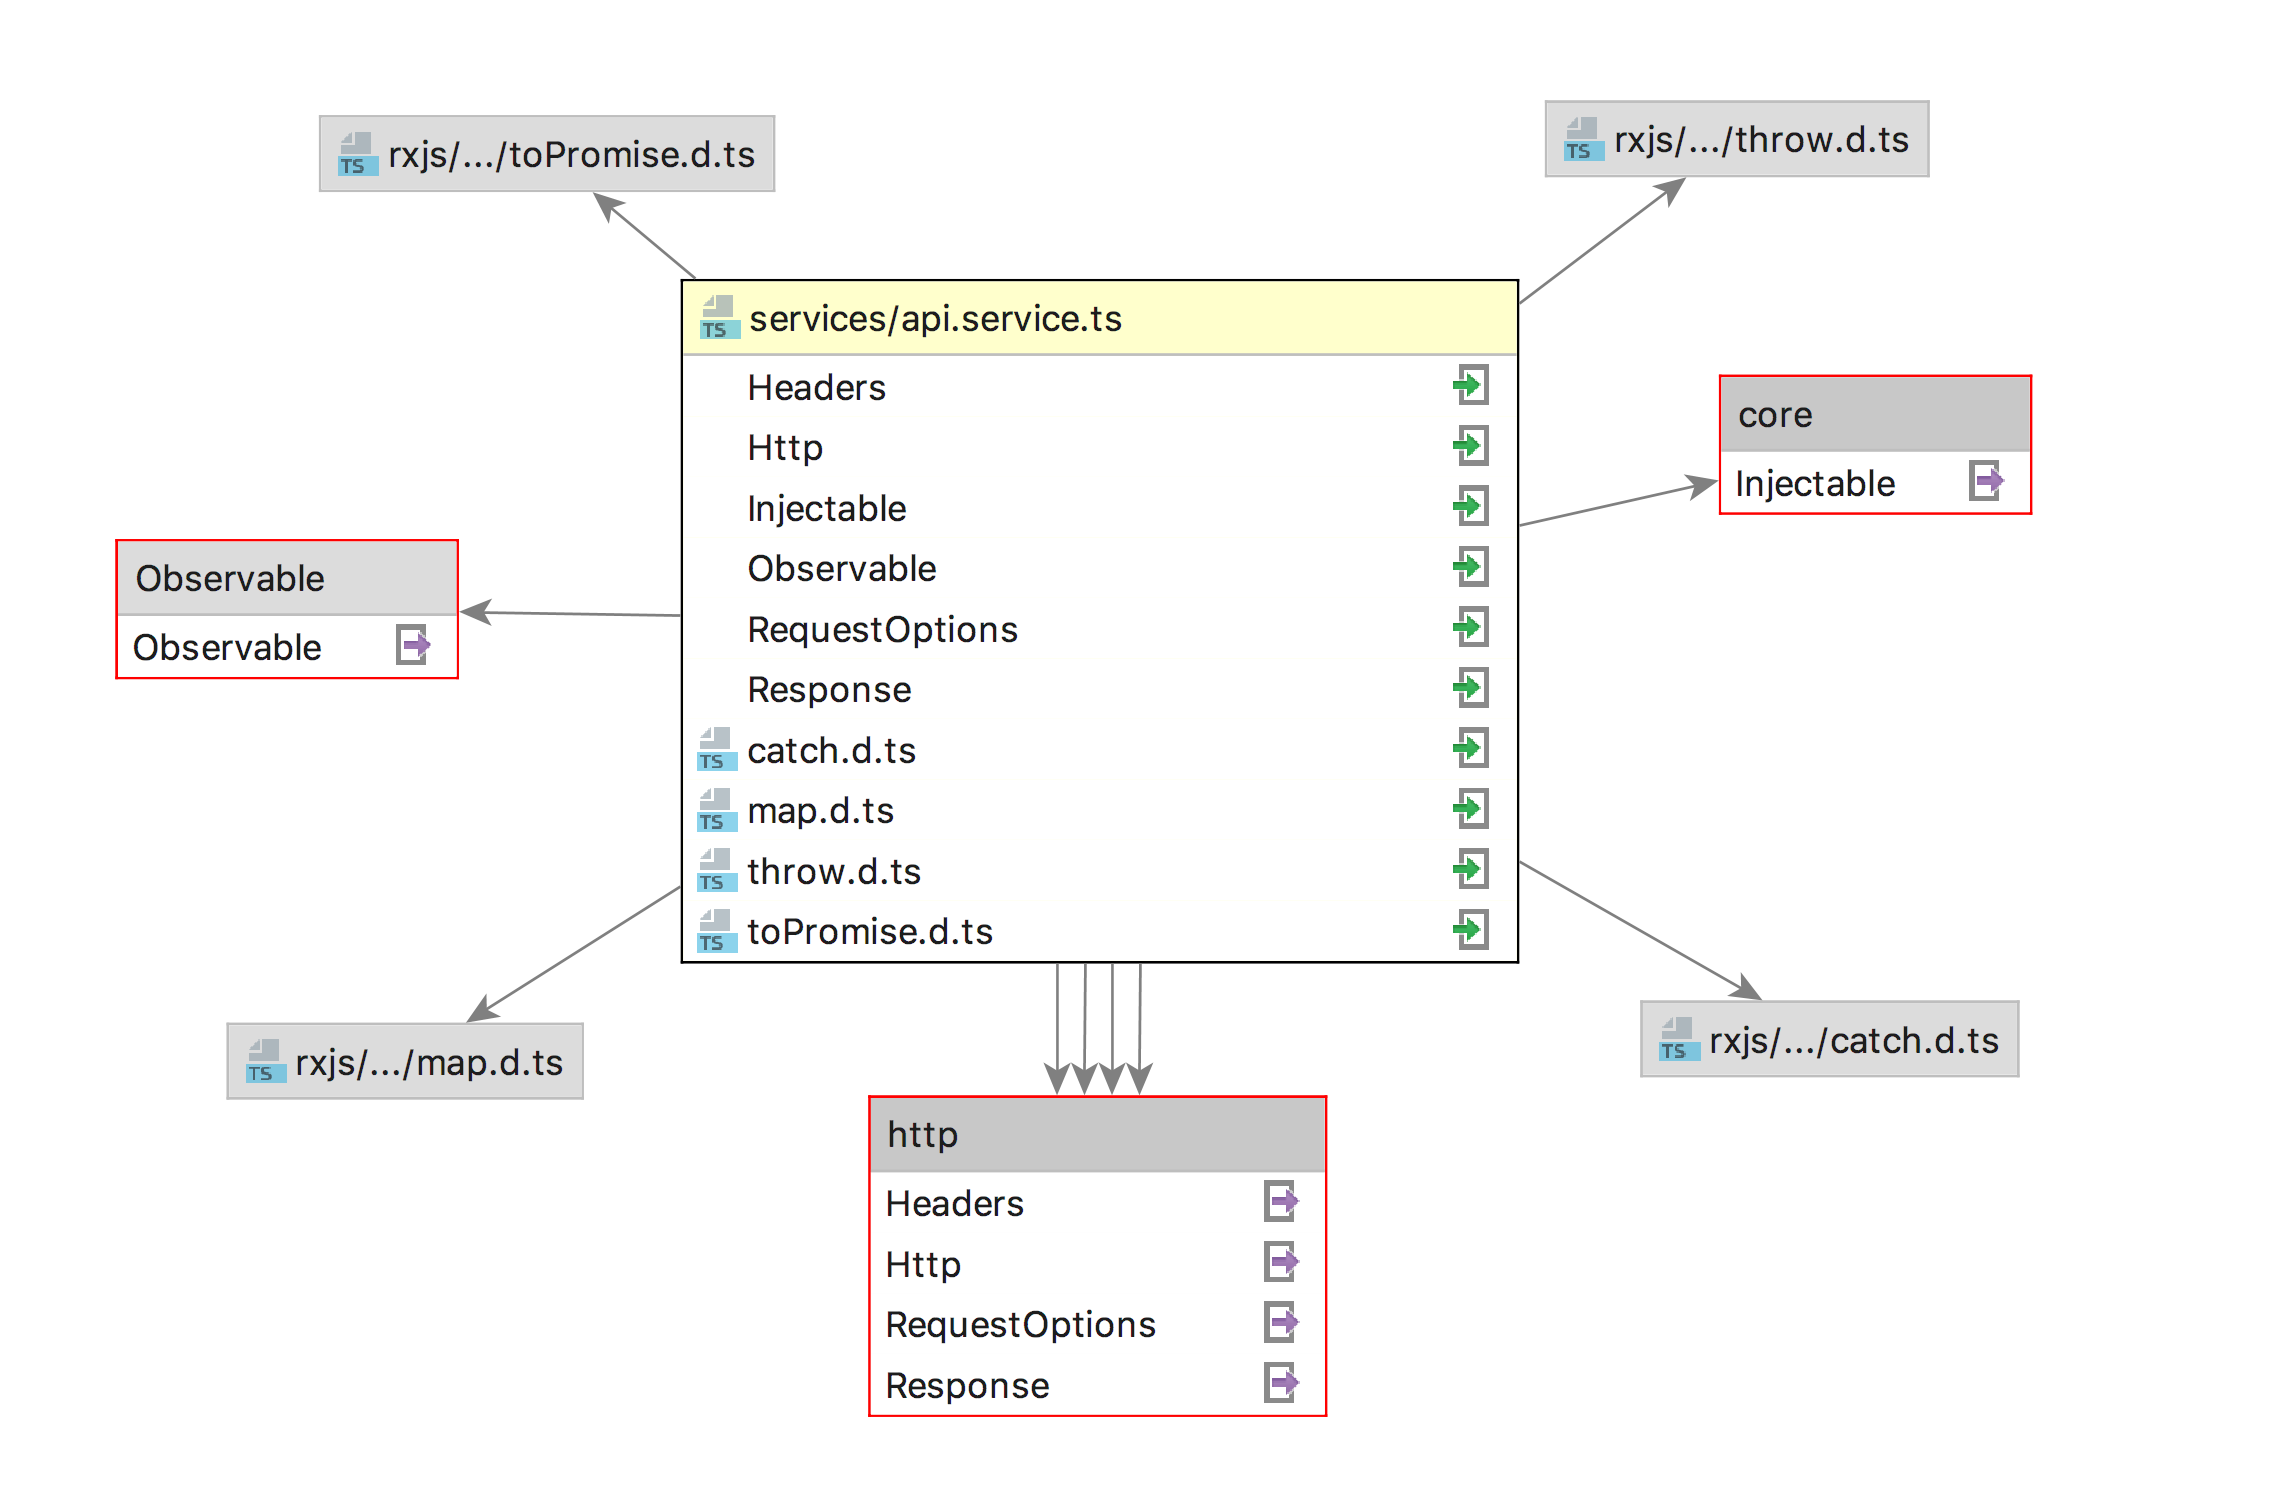 TS rxjs/.../toPromise.d.ts
TS rxjs/.../throw.d.ts
TS services/api.service.ts
Headers
Http
Injectable
Observable
RequestOptions
Response
TS catch.d.ts
TS map.d.ts
TS throw.d.ts
TS toPromise.d.ts
core
Injectable
Observable
Observable
TS rxjs/.../map.d.ts
TS rxjs/.../catch.d.ts
http
Headers
Http
RequestOptions
Response